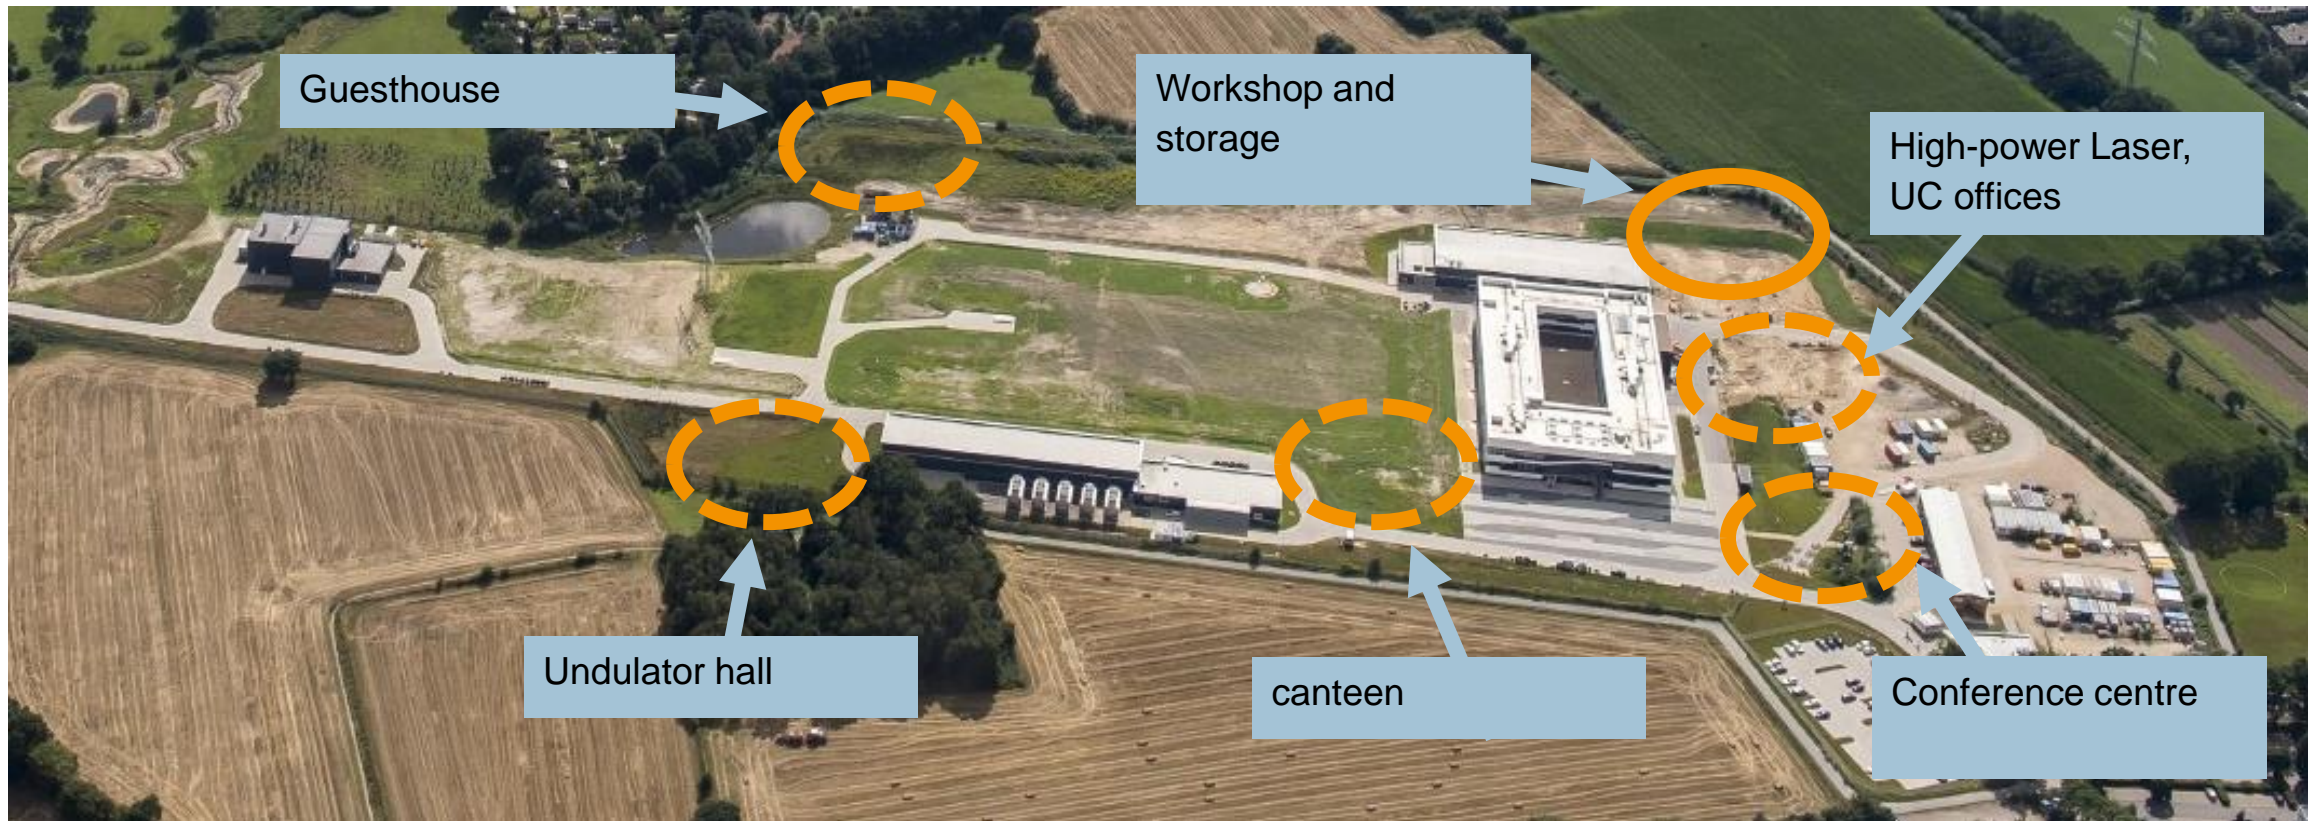 Guesthouse
Workshop and
storage
High-power Laser,
UC offices
Undulator hall
canteen
Conference centre